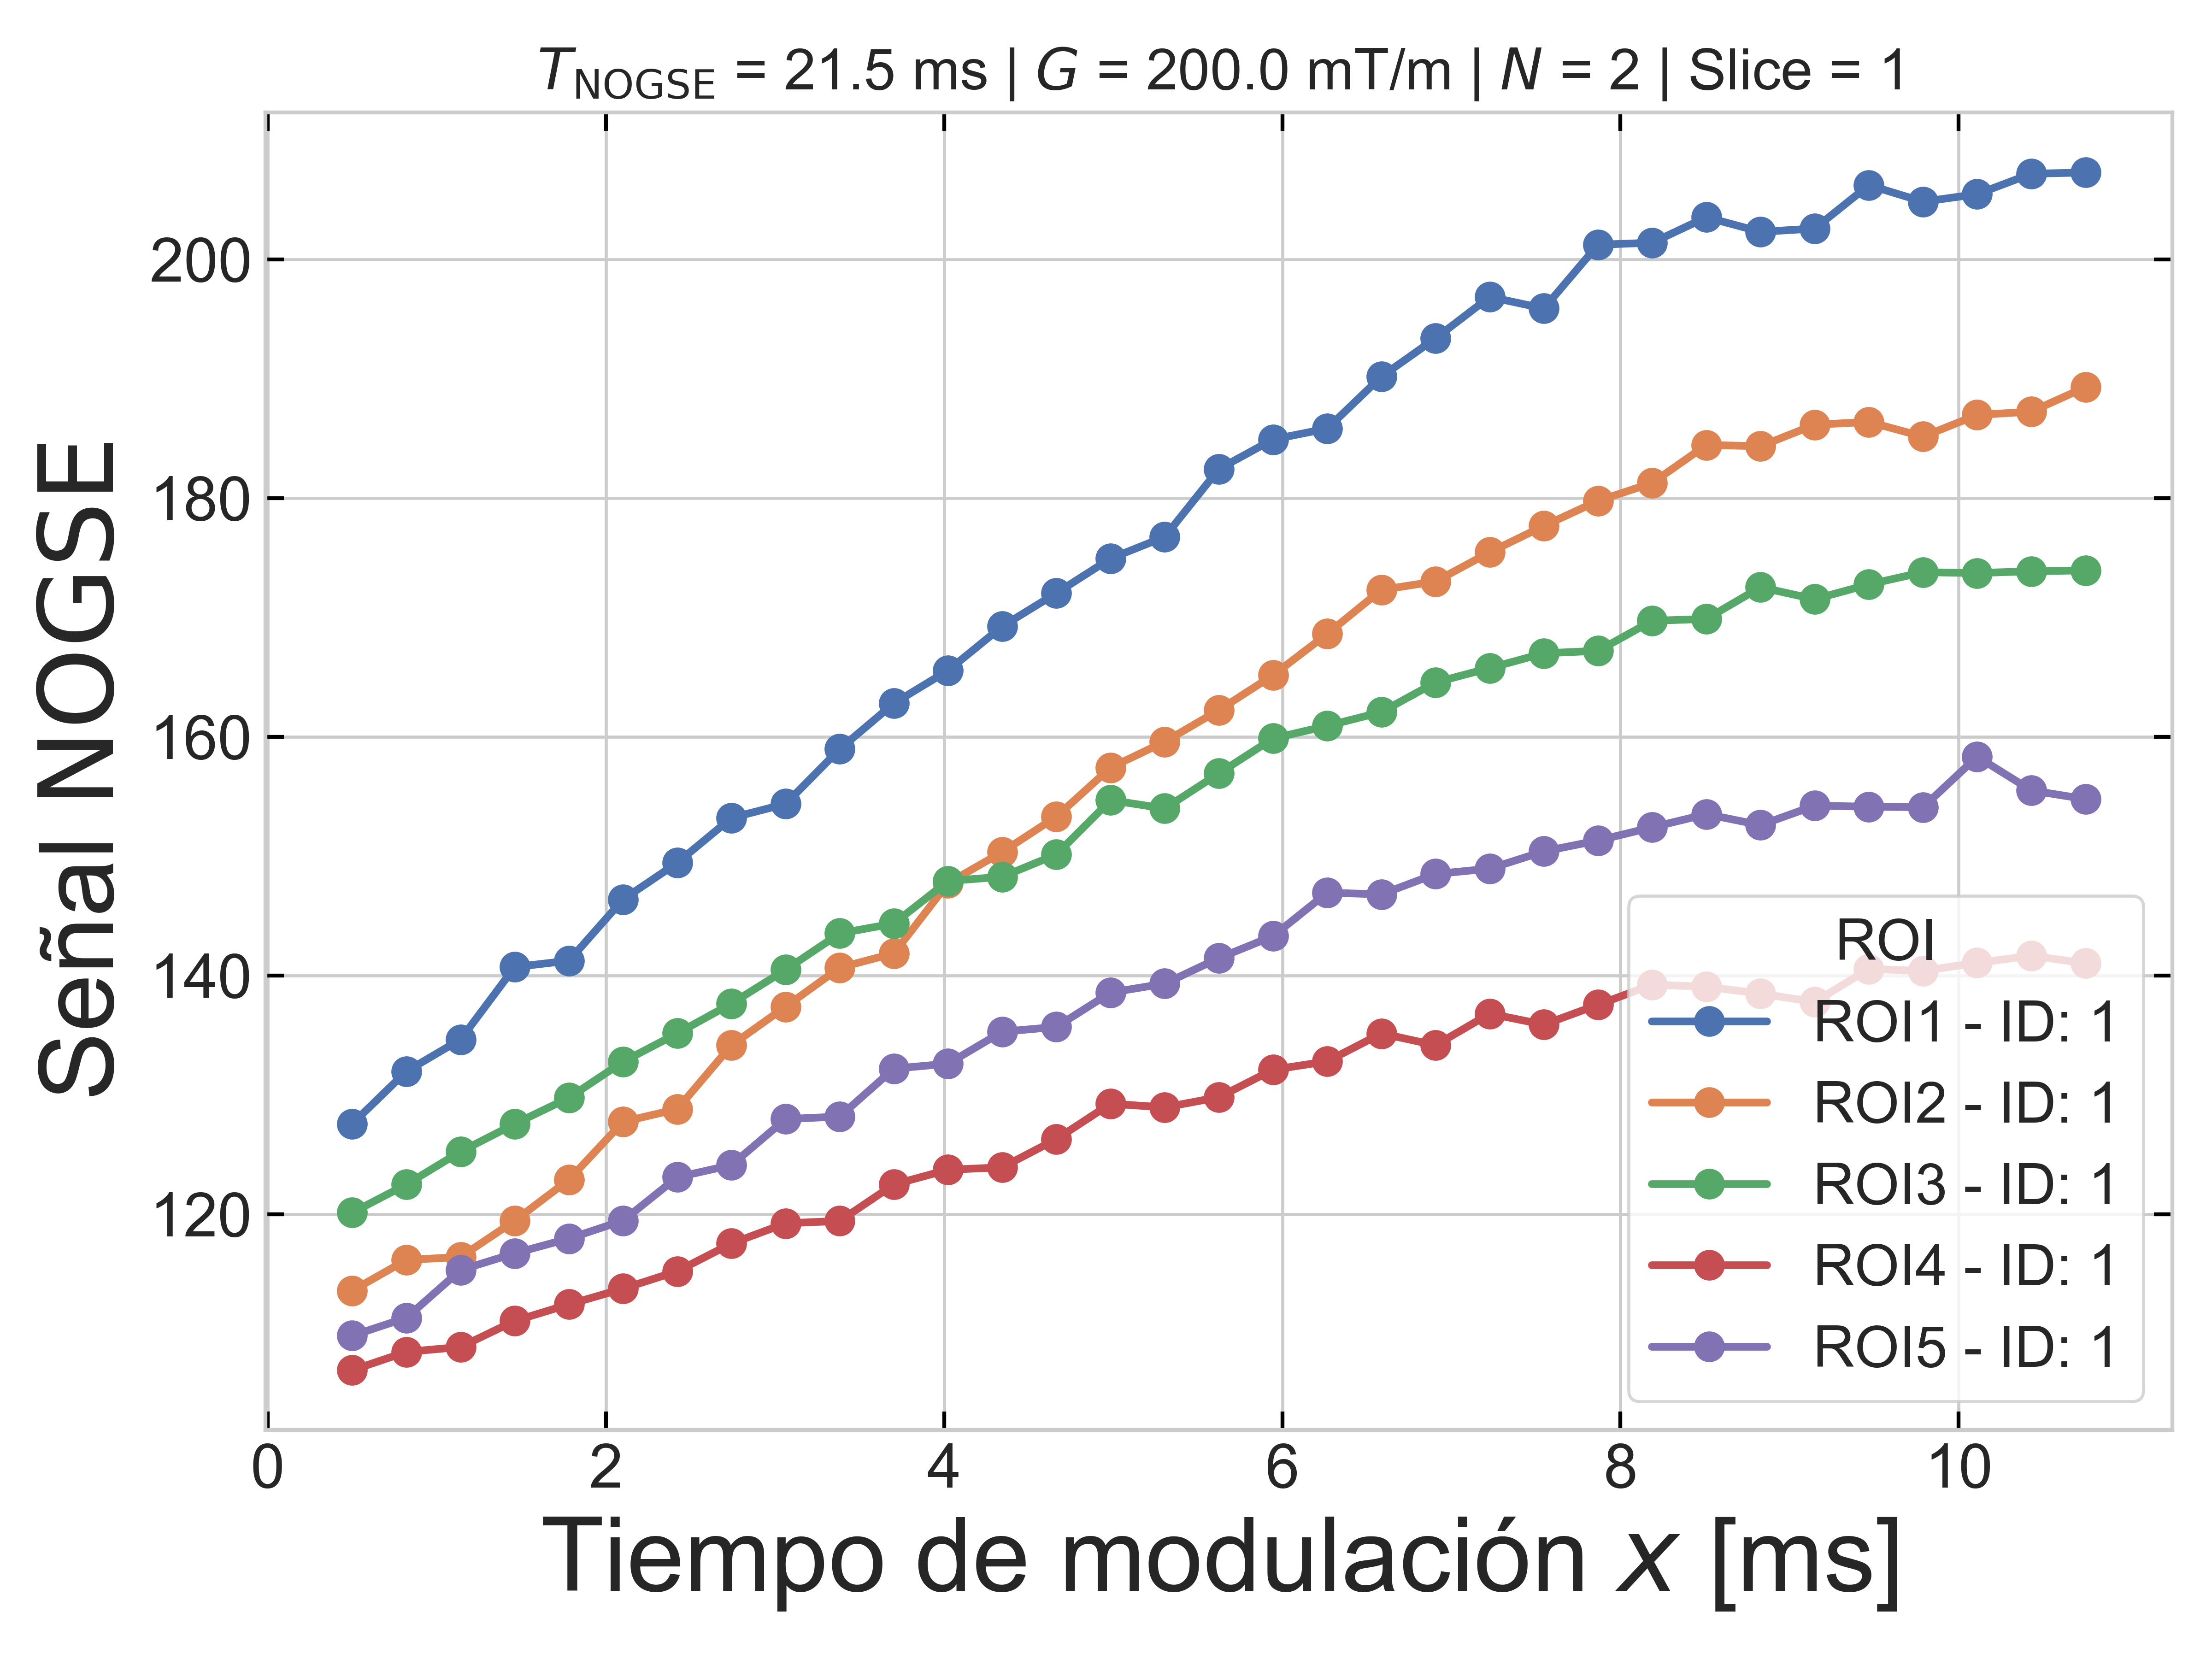 T_NOGSE = 21.5 ms | G = 200.0 mT/m | N = 2 | Slice = 1
Señal NOGSE
200
180
160
140
120
0 2 4 6 8 10
Tiempo de modulación x [ms]
ROI
ROI1 - ID: 1
ROI2 - ID: 1
ROI3 - ID: 1
ROI4 - ID: 1
ROI5 - ID: 1